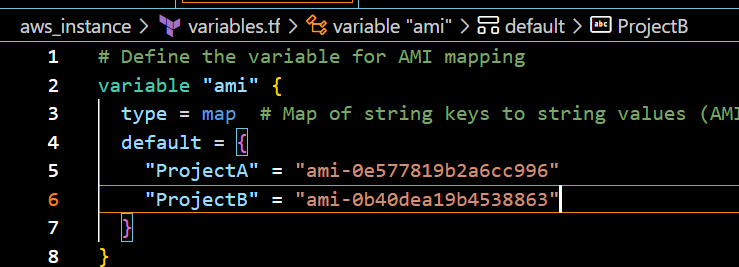 aws_instance > variables.tf > variable "ami" > default > abc ProjectB
1 # Define the variable for AMI mapping
2 variable "ami" {
3 type = map # Map of string keys to string values (AMI
4 default = {
5 "ProjectA" = "ami-0e577819b2a6cc996"
6 "ProjectB" = "ami-0b40dea19b4538863"
7 }
8 }